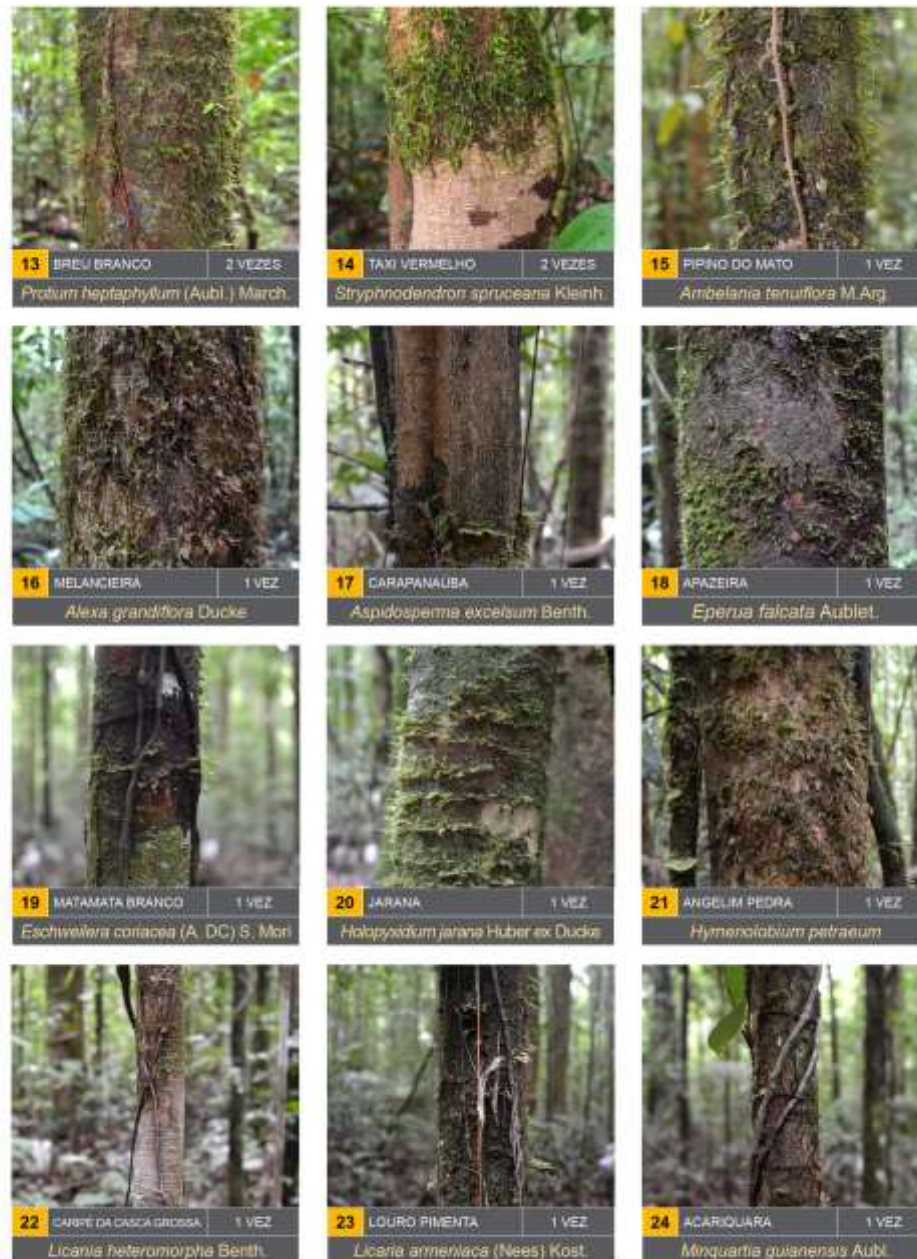 13 BREU BRANCO 2 VEZES
Protium heptaphyllum (Aubl.) March.
14 TAXI VERMELHO 2 VEZES
Stryphnodendron spruceana Kleinh.
15 PIPINO DO MATO 1 VEZ
Ambelania tenuiflora M.Arg.
16 MELANCIEIRA 1 VEZ
Alexa grandiflora Ducke
17 CARAPANAUBA 1 VEZ
Aspidosperma excelsum Benth.
18 APAZEIRA 1 VEZ
Eperua falcata Aublet.
19 MATAMATA BRANCO 1 VEZ
Eschweilera coriacea (A. DC) S. Mori
20 JARANA 1 VEZ
Holopyxidium jarana Huber ex Ducke
21 ANGELIM PEDRA 1 VEZ
Hymenolobium petraeum
22 CARIPÉ DA CASCA GROSSA 1 VEZ
Licania heteromorpha Benth.
23 LOURO PIMENTA 1 VEZ
Licaria armeniaca (Nees) Kost.
24 ACARIQUARA 1 VEZ
Minquartia guianensis Aubl.